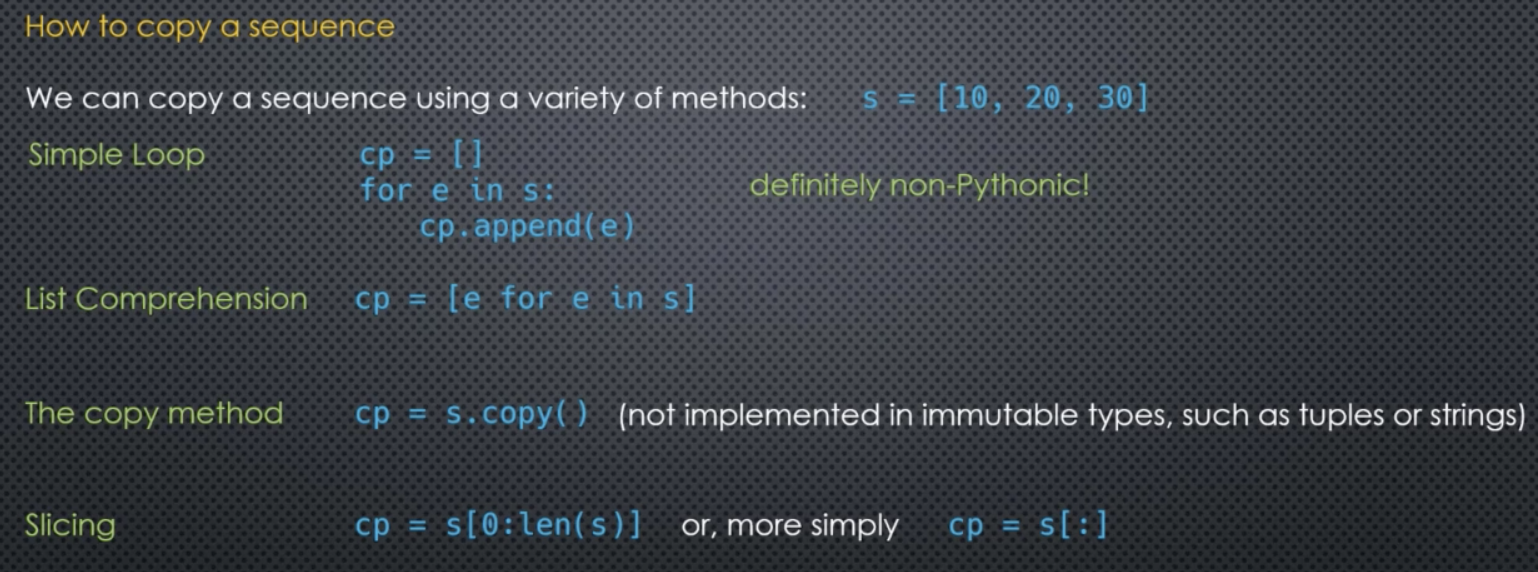 How to copy a sequence
We can copy a sequence using a variety of methods: s = [10, 20, 30]
Simple Loop cp = []
for e in s: definitely non-Pythonic!
cp.append(e)
List Comprehension cp = [e for e in s]
The copy method cp = s.copy() (not implemented in immutable types, such as tuples or strings)
Slicing cp = s[0:len(s)] or, more simply cp = s[:]